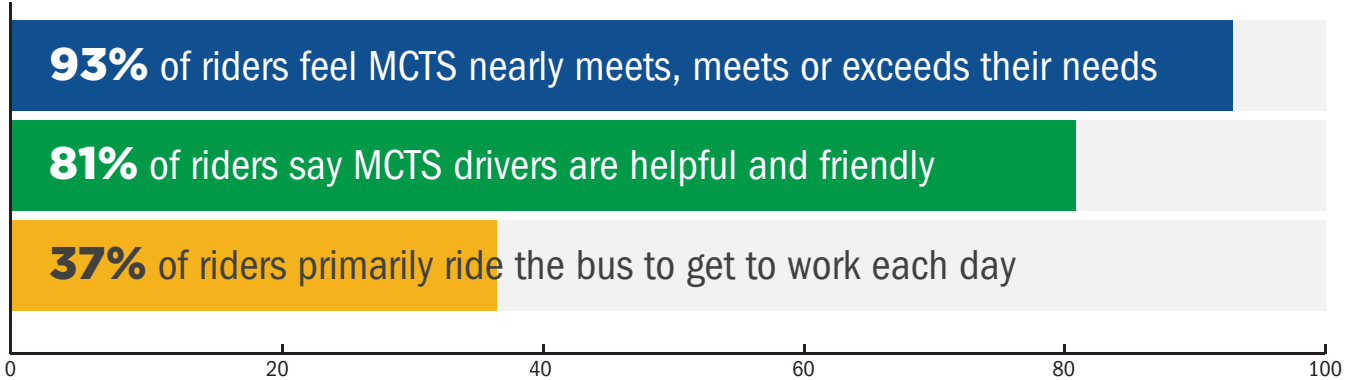 93% of riders feel MCTS nearly meets, meets or exceeds their needs
81% of riders say MCTS drivers are helpful and friendly
37% of riders primarily ride the bus to get to work each day
0 20 40 60 80 100